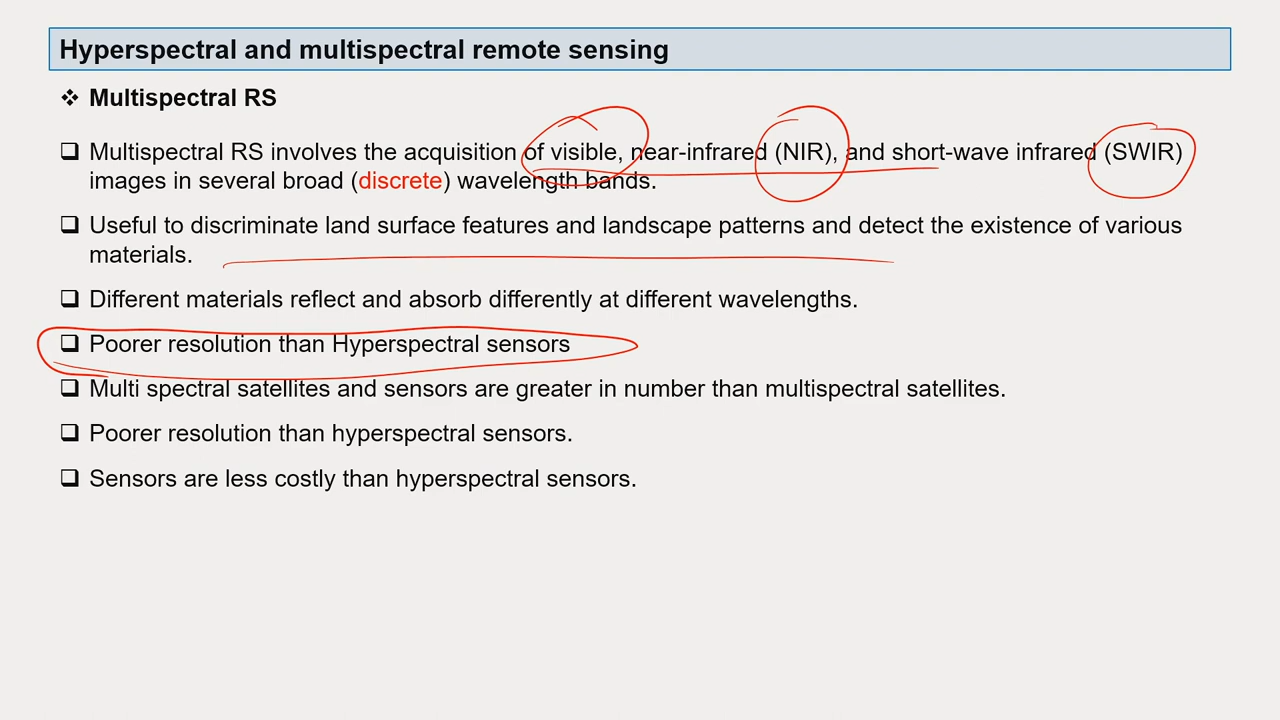 Hyperspectral and multispectral remote sensing
❖ Multispectral RS
❑ Multispectral RS involves the acquisition of visible, near-infrared (NIR), and short-wave infrared (SWIR)
images in several broad (discrete) wavelength bands.
❑ Useful to discriminate land surface features and landscape patterns and detect the existence of various
materials.
❑ Different materials reflect and absorb differently at different wavelengths.
❑ Poorer resolution than Hyperspectral sensors
❑ Multi spectral satellites and sensors are greater in number than multispectral satellites.
❑ Poorer resolution than hyperspectral sensors.
❑ Sensors are less costly than hyperspectral sensors.